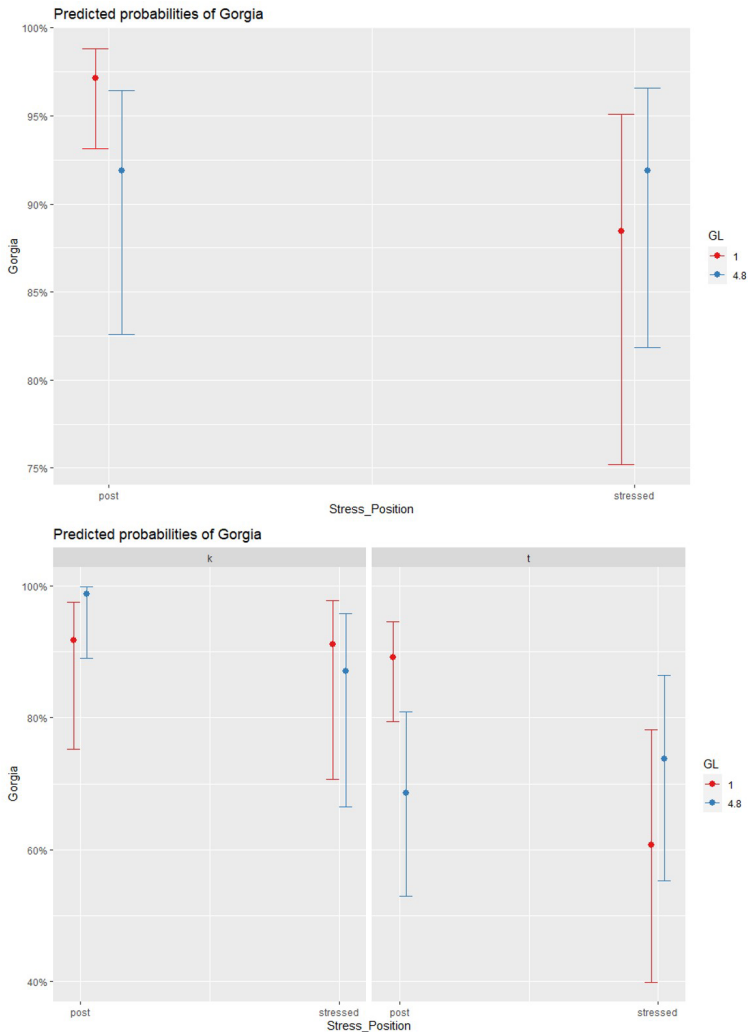 Predicted probabilities of Gorgia
100%
95%
90%
85%
80%
75%
Gorgia
post
stressed
Stress_Position
GL
1
4.8
Predicted probabilities of Gorgia
k
t
100%
80%
60%
40%
Gorgia
post
stressed
post
stressed
Stress_Position
GL
1
4.8